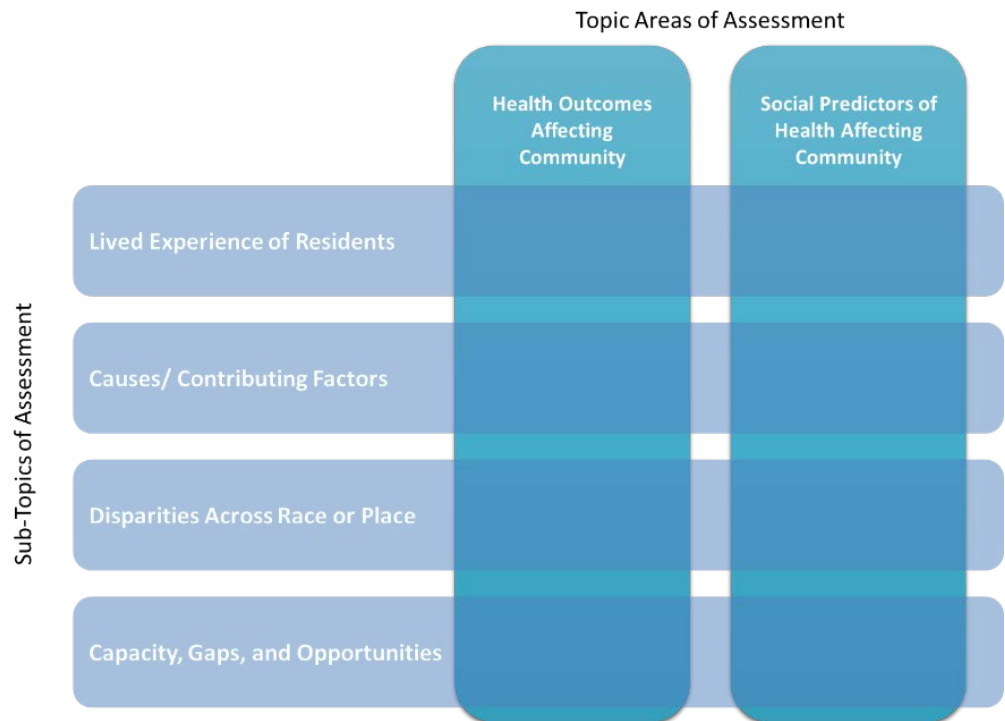 Topic Areas of Assessment
Health Outcomes
Affecting
Community
Social Predictors of
Health Affecting
Community
Sub-Topics of Assessment
Lived Experience of Residents
Causes/ Contributing Factors
Disparities Across Race or Place
Capacity, Gaps, and Opportunities